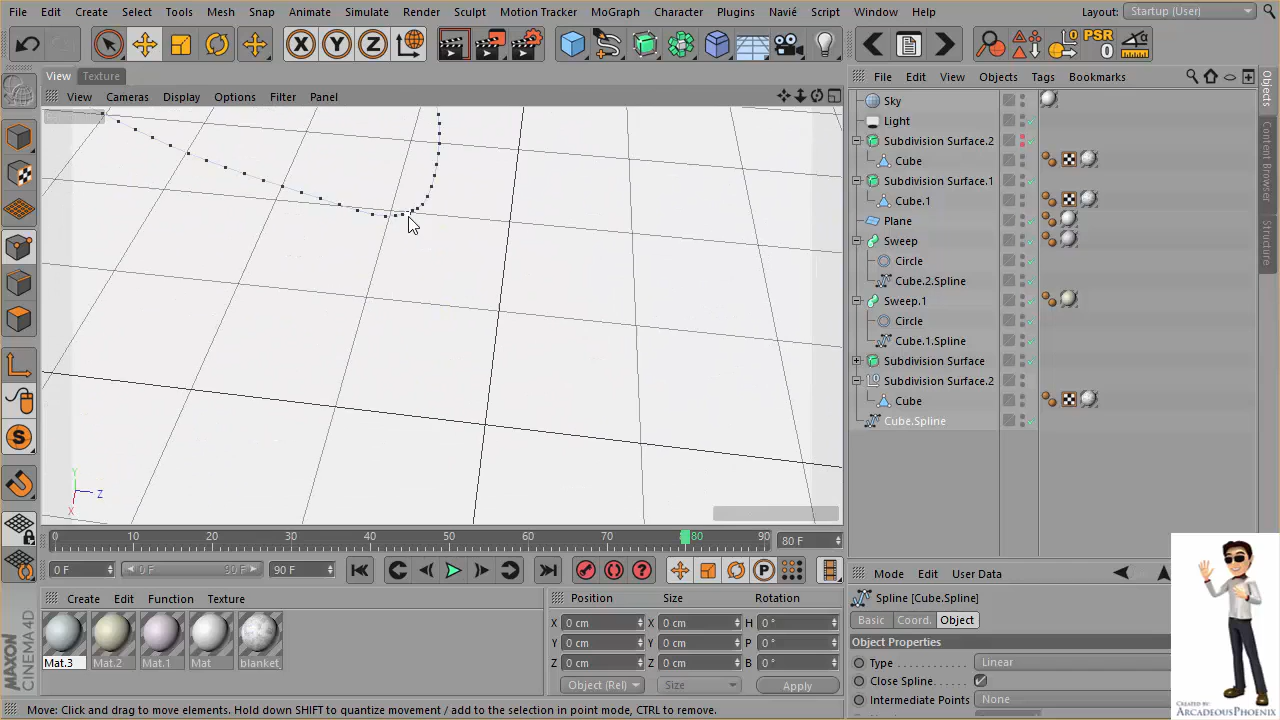 File Edit Create Select Tools Mesh Snap Animate Simulate Render Sculpt Motion Tracker MoGraph Character Plugins Navié Script Window Help Layout: Startup (User)
X Y Z PSR 0
View Texture
View Cameras Display Options Filter Panel
File Edit View Objects Tags Bookmarks
Objects
Content Browser
Structure
Sky
Light
Subdivision Surface.2
Cube
Subdivision Surface.1
Cube.1
Plane
Sweep
Circle
Cube.2.Spline
Sweep.1
Circle
Cube.1.Spline
Subdivision Surface
Subdivision Surface.2
Cube
Cube.Spline
S
Y
Z
X
0 10 20 30 40 50 60 70 80 90 80 F
0 F 0 F 90 F 90 F
P
Create Edit Function Texture
Mat.3 Mat.2 Mat.1 Mat blanket
Position Size Rotation
X 0 cm X 0 cm H 0 °
Y 0 cm Y 0 cm P 0 °
Z 0 cm Z 0 cm B 0 °
Object (Rel) Size Apply
Mode Edit User Data
Spline [Cube.Spline]
Basic Coord. Object
Object Properties
Type Linear
Close Spline
Intermediate Points None
MAXON
CINEMA 4D
Move: Click and drag to move elements. Hold down SHIFT to quantize movement / add to the selection in point mode, CTRL to remove.
CREATED BY:
ARCADEOUSPHOENIX